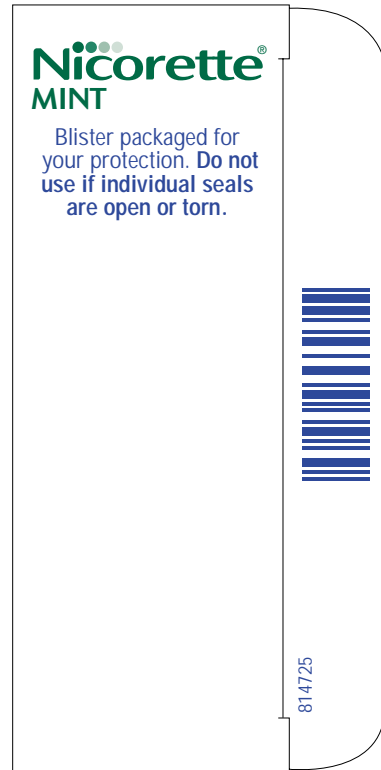 Nicorette®
MINT
Blister packaged for
your protection. Do not
use if individual seals
are open or torn.
814725